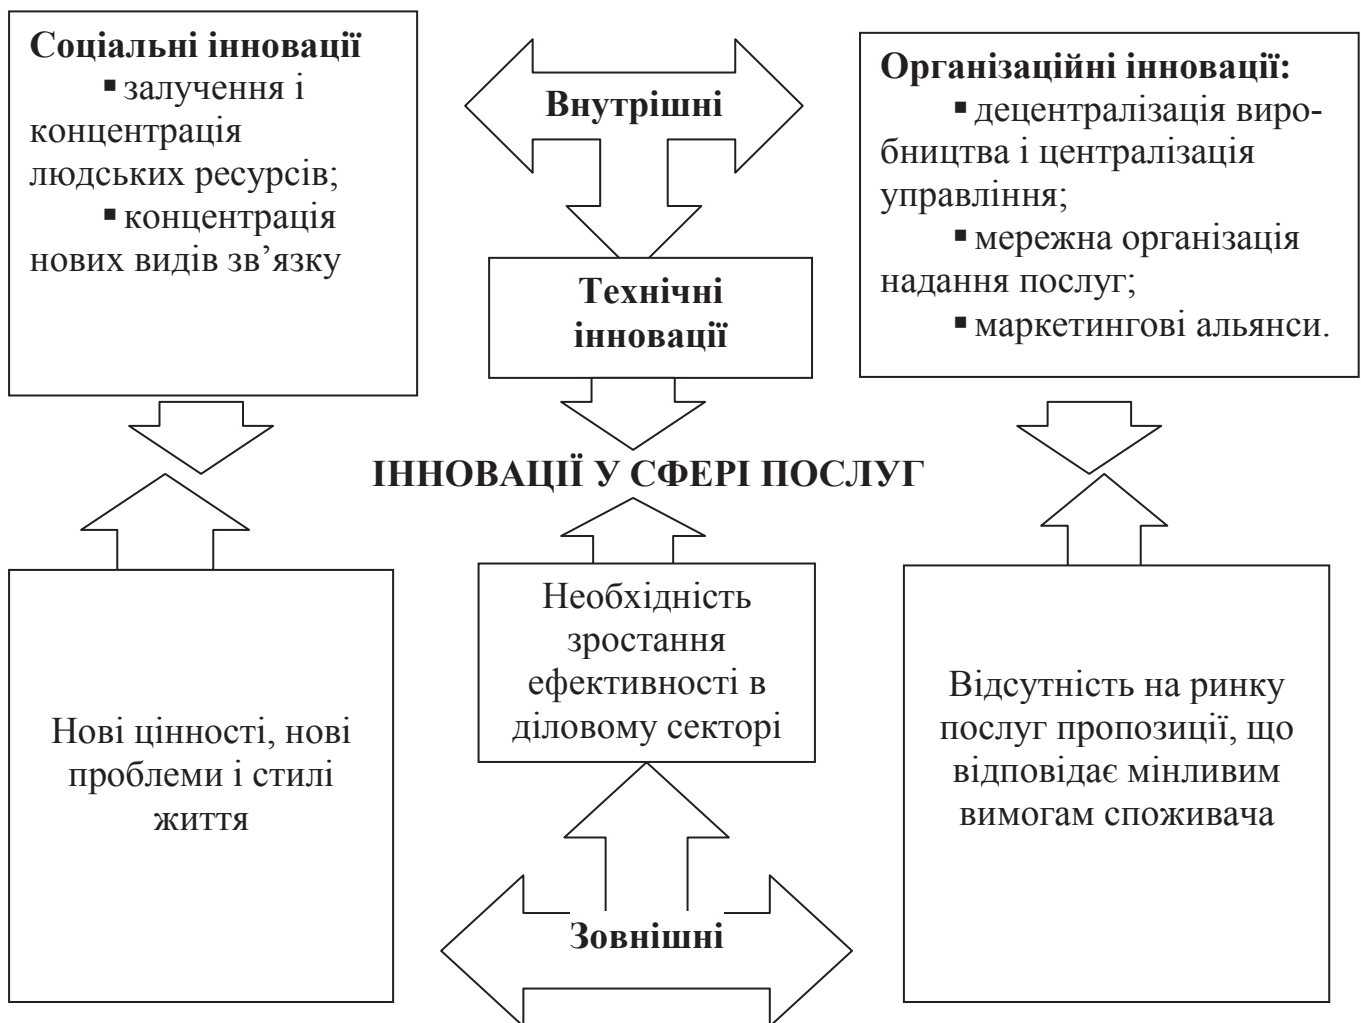 Соціальні інновації
▪ залучення і
концентрація
людських ресурсів;
▪ концентрація
нових видів зв’язку
Внутрішні
Організаційні інновації:
▪ децентралізація виро-
бництва і централізація
управління;
▪ мережна організація
надання послуг;
▪ маркетингові альянси.
Технічні
інновації
ІННОВАЦІЇ У СФЕРІ ПОСЛУГ
Нові цінності, нові
проблеми і стилі
життя
Необхідність
зростання
ефективності в
діловому секторі
Відсутність на ринку
послуг пропозиції, що
відповідає мінливим
вимогам споживача
Зовнішні